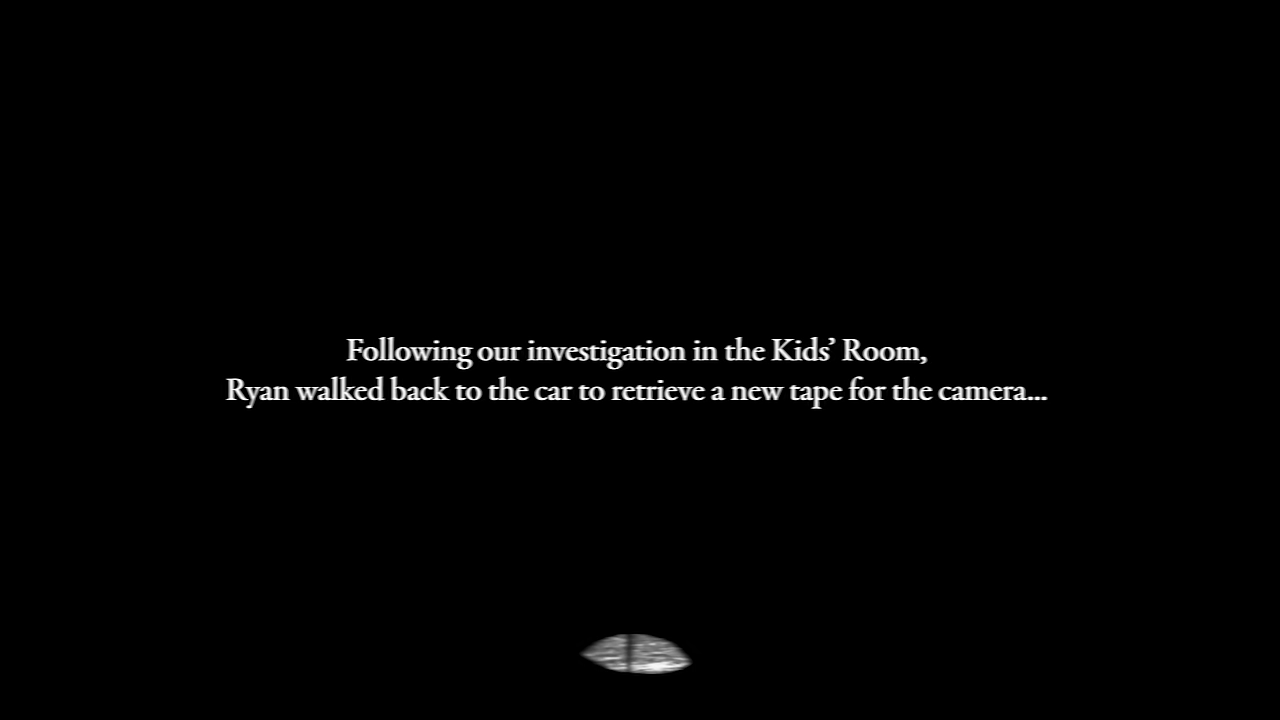 Following our investigation in the Kids’ Room,
Ryan walked back to the car to retrieve a new tape for the camera...